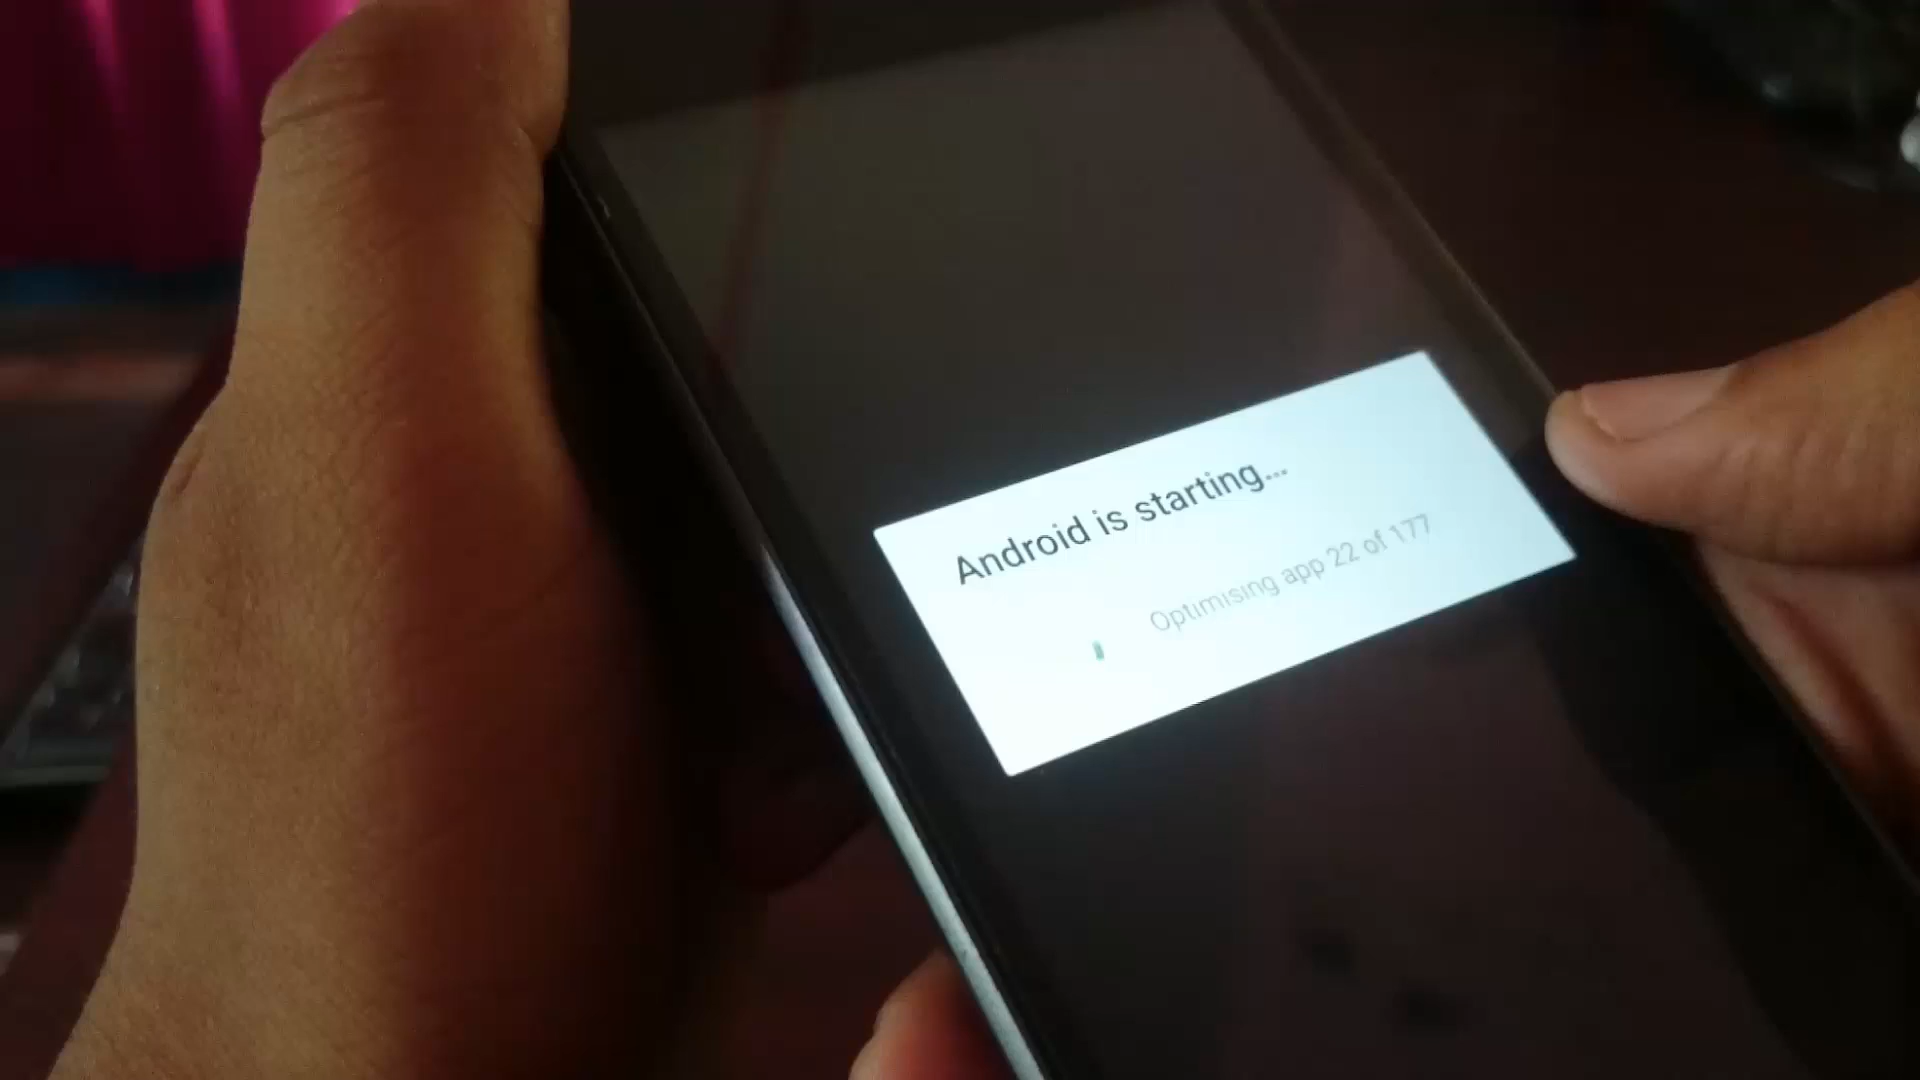 Android is starting...
Optimising app 22 of 177